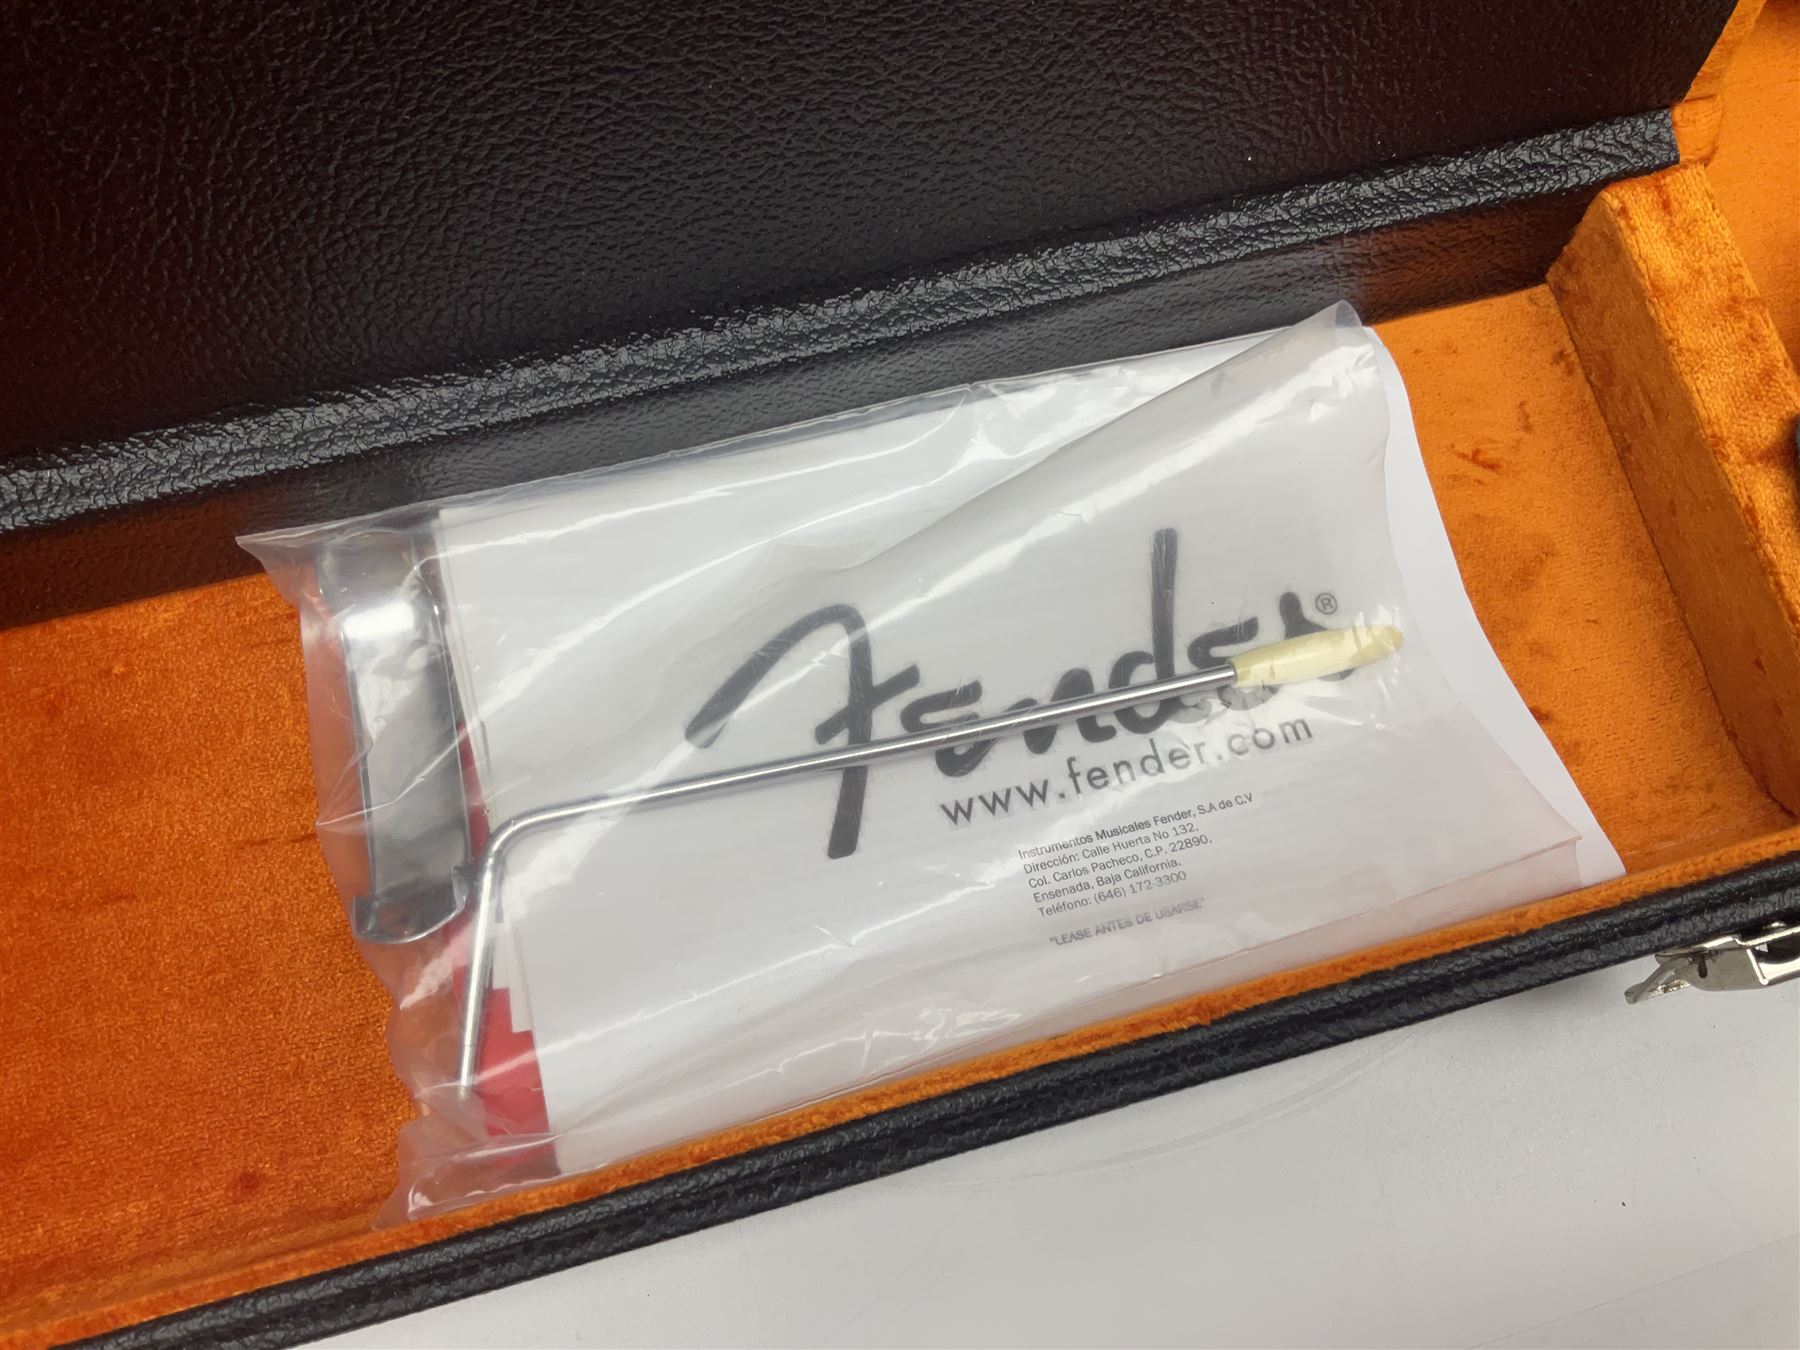 Fender®
www.fender.com
Instrumentos Musicales Fender, S.A de C.V
Dirección: Calle Huerta No 132,
Col. Carlos Pacheco, C.P. 22890,
Ensenada, Baja California,
Teléfono: (646) 172-3300
"LEASE ANTES DE USARSE"